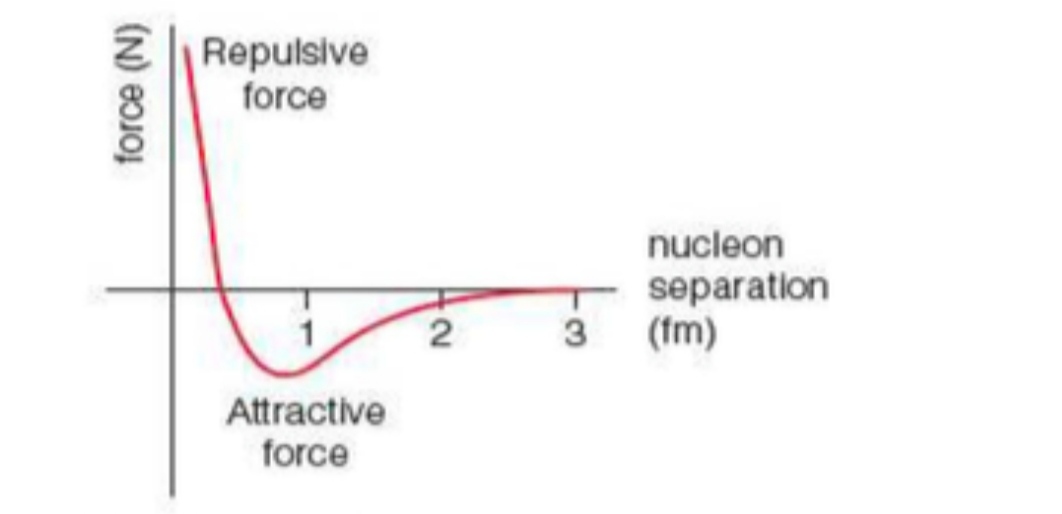 force (N)
Repulsive
force
nucleon
separation
(fm)
1
2
3
Attractive
force